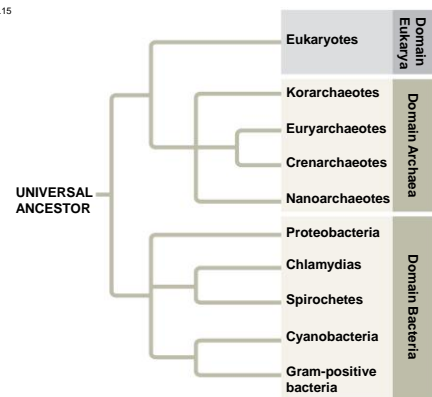 .15
Eukaryotes
Domain
Eukarya
Korarchaeotes
Euryarchaeotes
Crenarchaeotes
Nanoarchaeotes
Domain Archaea
UNIVERSAL
ANCESTOR
Proteobacteria
Chlamydias
Spirochetes
Cyanobacteria
Gram-positive
bacteria
Domain Bacteria